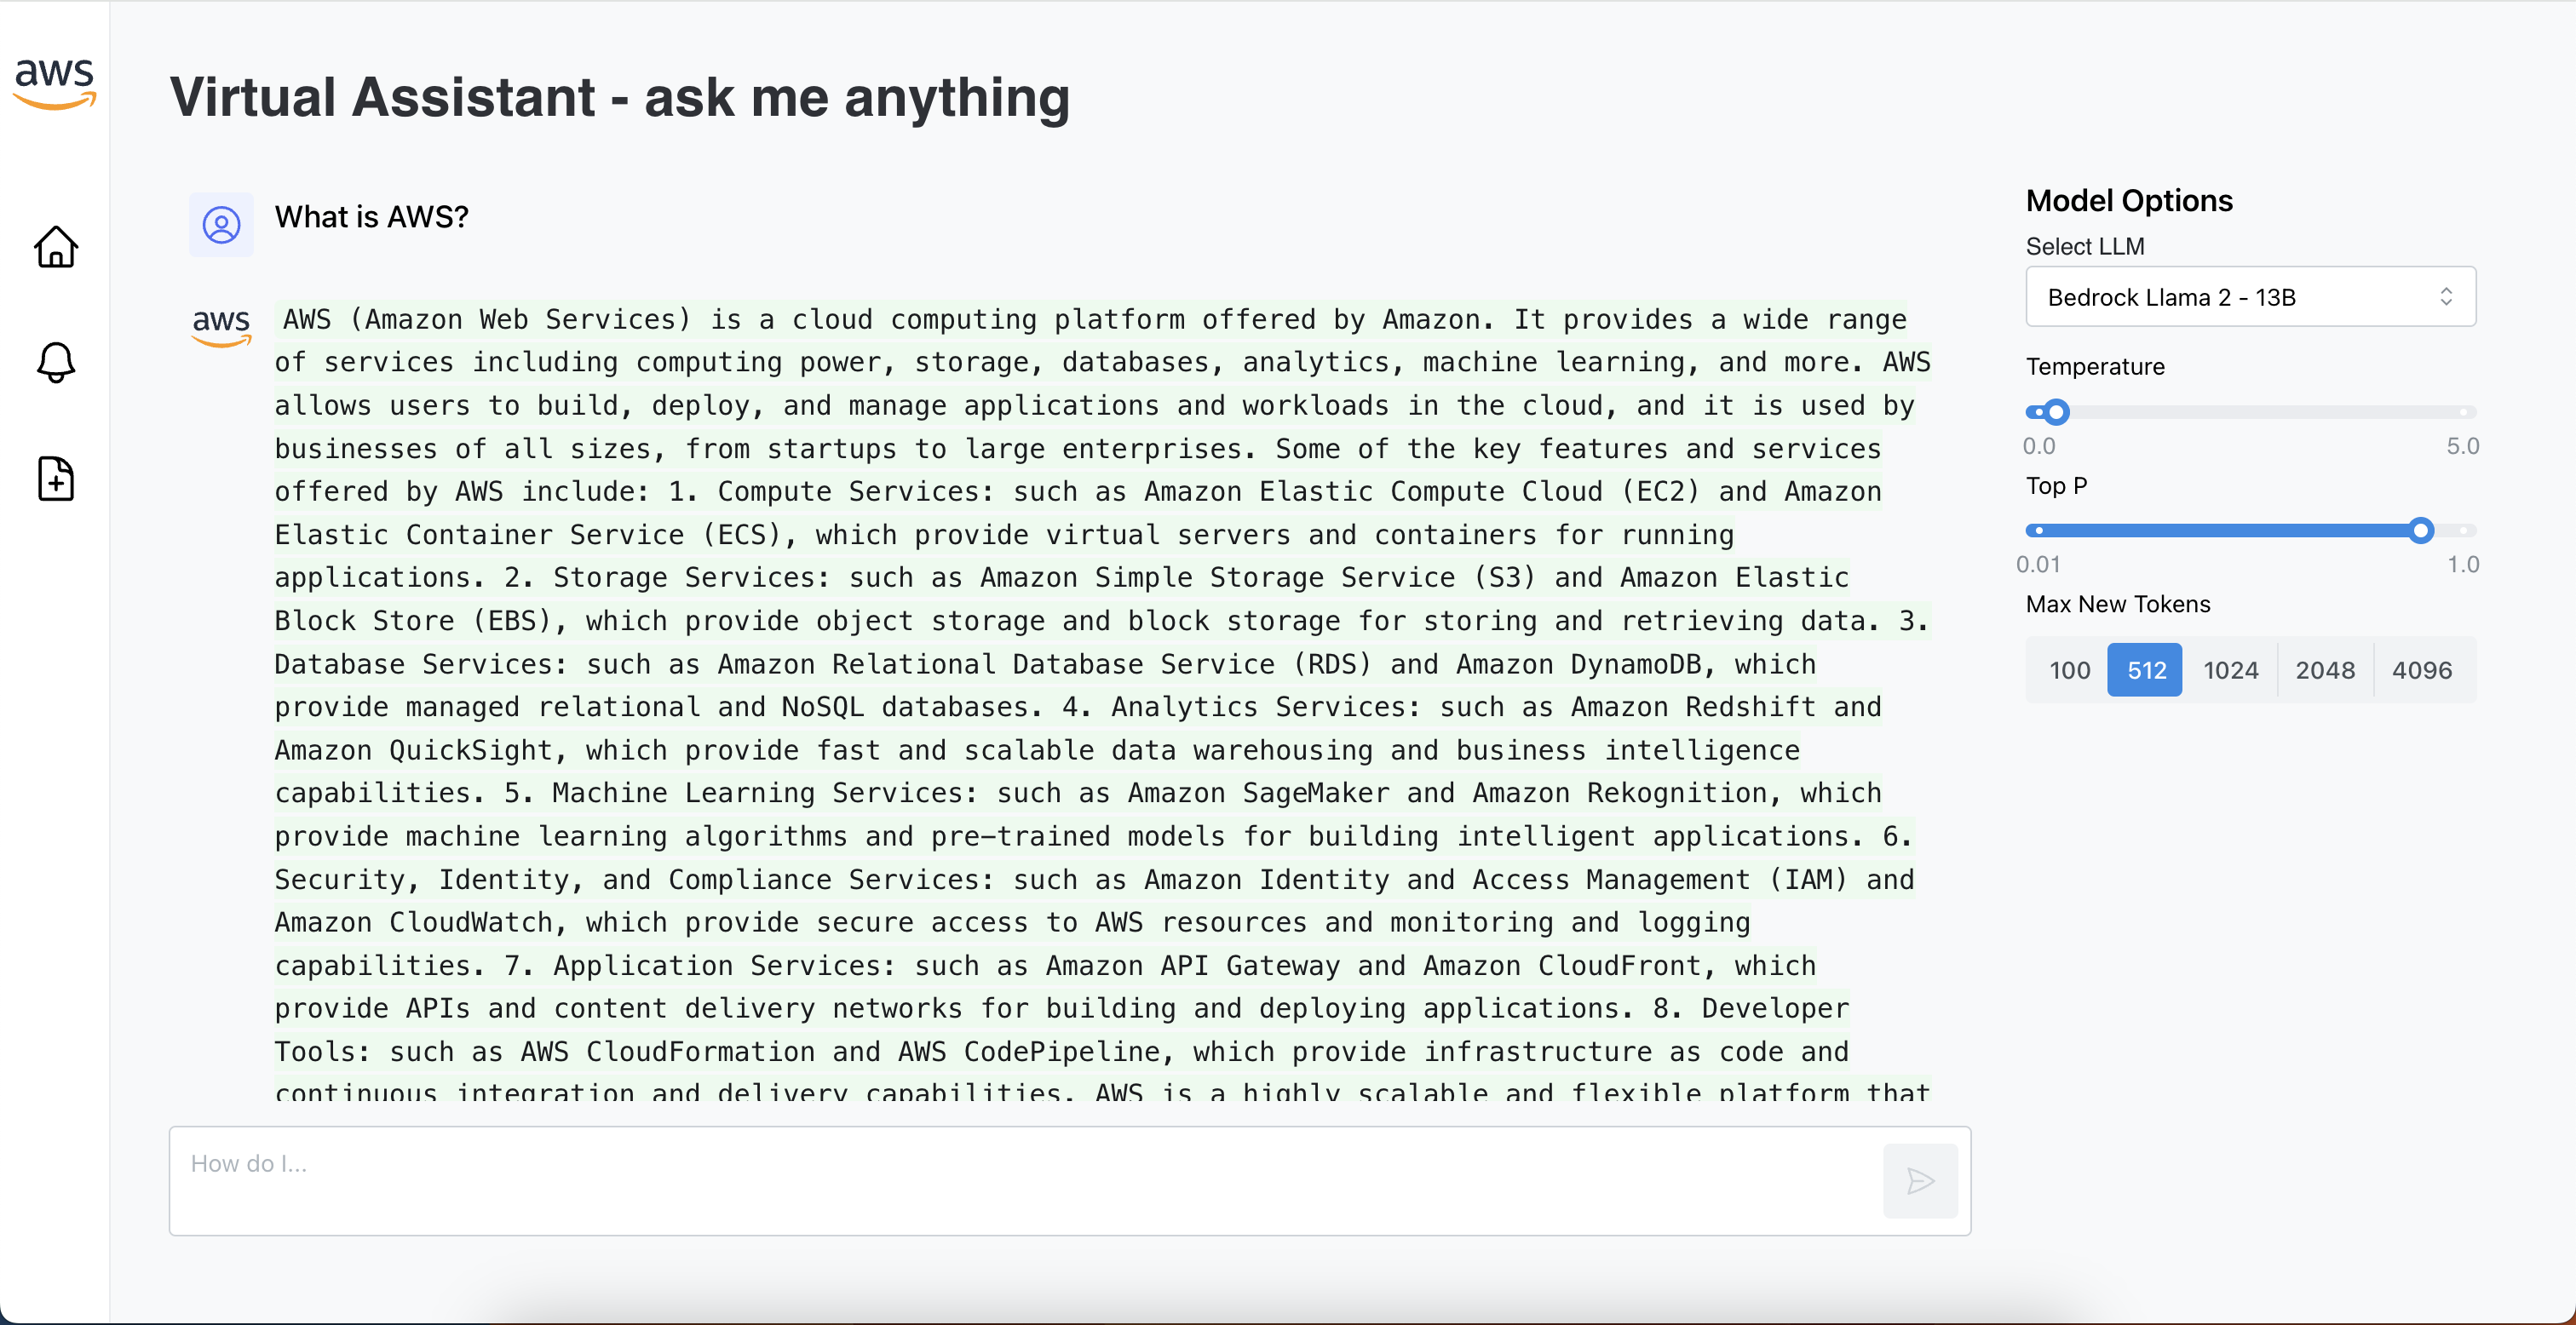 aws
Virtual Assistant - ask me anything
What is AWS?
aws
AWS (Amazon Web Services) is a cloud computing platform offered by Amazon. It provides a wide range
of services including computing power, storage, databases, analytics, machine learning, and more. AWS
allows users to build, deploy, and manage applications and workloads in the cloud, and it is used by
businesses of all sizes, from startups to large enterprises. Some of the key features and services
offered by AWS include: 1. Compute Services: such as Amazon Elastic Compute Cloud (EC2) and Amazon
Elastic Container Service (ECS), which provide virtual servers and containers for running
applications. 2. Storage Services: such as Amazon Simple Storage Service (S3) and Amazon Elastic
Block Store (EBS), which provide object storage and block storage for storing and retrieving data. 3.
Database Services: such as Amazon Relational Database Service (RDS) and Amazon DynamoDB, which
provide managed relational and NoSQL databases. 4. Analytics Services: such as Amazon Redshift and
Amazon QuickSight, which provide fast and scalable data warehousing and business intelligence
capabilities. 5. Machine Learning Services: such as Amazon SageMaker and Amazon Rekognition, which
provide machine learning algorithms and pre-trained models for building intelligent applications. 6.
Security, Identity, and Compliance Services: such as Amazon Identity and Access Management (IAM) and
Amazon CloudWatch, which provide secure access to AWS resources and monitoring and logging
capabilities. 7. Application Services: such as Amazon API Gateway and Amazon CloudFront, which
provide APIs and content delivery networks for building and deploying applications. 8. Developer
Tools: such as AWS CloudFormation and AWS CodePipeline, which provide infrastructure as code and
continuous integration and delivery capabilities. AWS is a highly scalable and flexible platform that
How do I...
Model Options
Select LLM
Bedrock Llama 2 - 13B
Temperature
0.0 5.0
Top P
0.01 1.0
Max New Tokens
100 512 1024 2048 4096